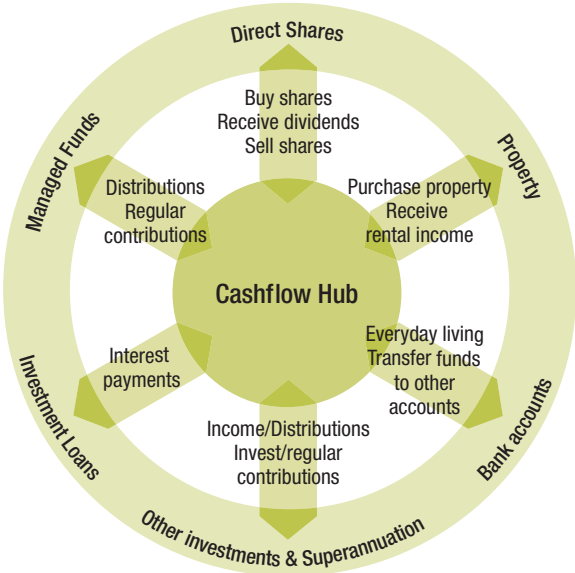 Direct Shares
Buy shares
Receive dividends
Sell shares
Managed Funds
Distributions
Regular
contributions
Property
Purchase property
Receive
rental income
Cashflow Hub
Investment Loans
Interest
payments
Everyday living
Transfer funds
to other
accounts
Bank accounts
Income/Distributions
Invest/regular
contributions
Other investments & Superannuation